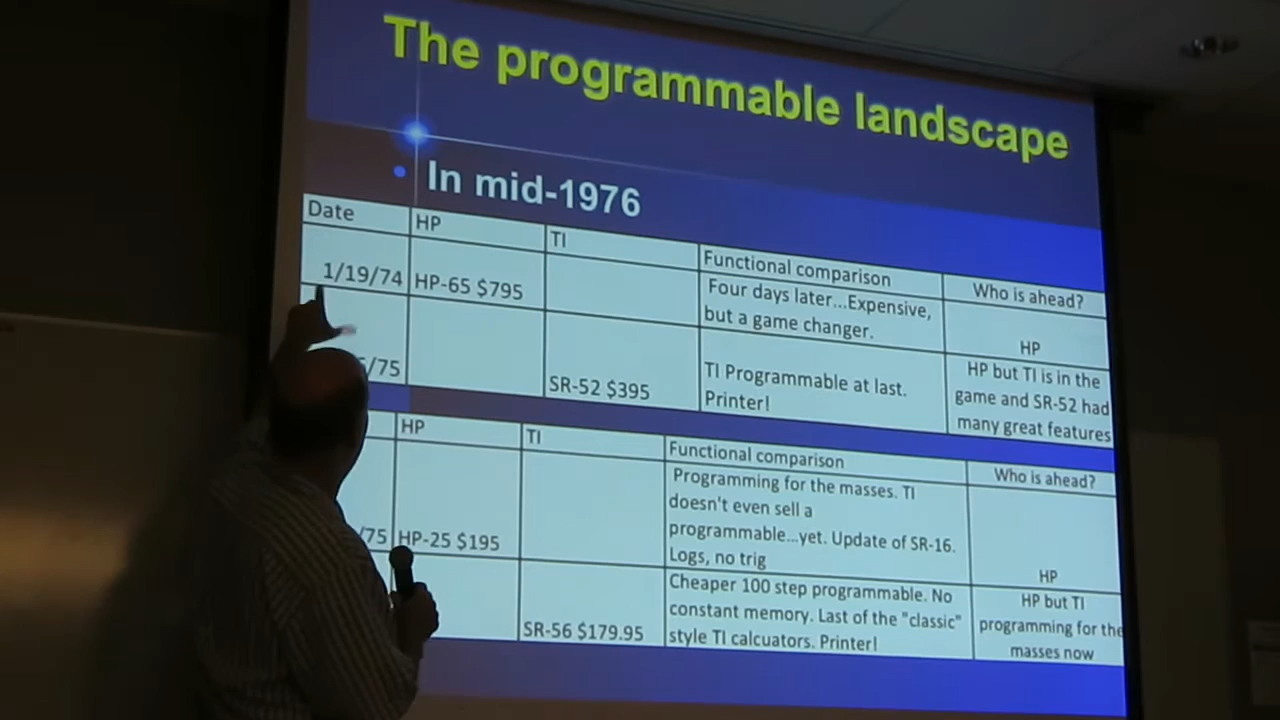 The programmable landscape
• In mid-1976
Date HP TI Functional comparison Who is ahead?
1/19/74 HP-65 $795 Four days later...Expensive,
but a game changer.
HP
/75 SR-52 $395 TI Programmable at last.
Printer!
HP but TI is in the
game and SR-52 had
many great features
HP TI Functional comparison Who is ahead?
/75 HP-25 $195 Programming for the masses. TI
doesn't even sell a
programmable...yet. Update of SR-16.
Logs, no trig
HP
SR-56 $179.95 Cheaper 100 step programmable. No
constant memory. Last of the "classic"
style TI calcuators. Printer!
HP but TI
programming for the
masses now